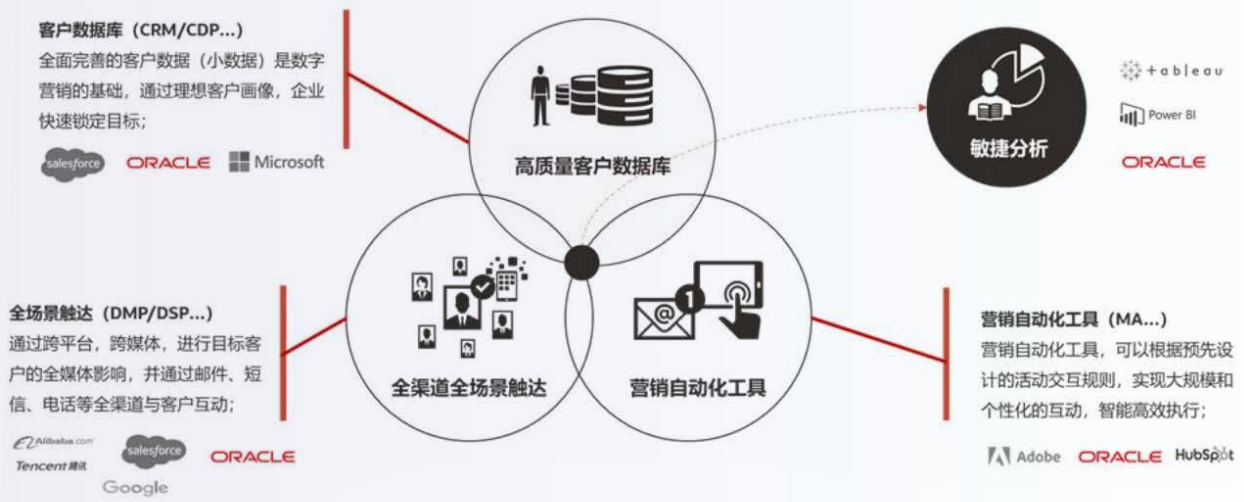 客户数据库（CRM/CDP...）
全面完善的客户数据（小数据）是数字
营销的基础，通过理想客户画像，企业
快速锁定目标；
salesforce ORACLE Microsoft
高质量客户数据库
敏捷分析
+ableau
Power BI
ORACLE
全场景触达（DMP/DSP...）
通过跨平台，跨媒体，进行目标客
户的全媒体影响，并通过邮件、短
信、电话等全渠道与客户互动；
Alibaba.com salesforce ORACLE
Tencent 腾讯
Google
全渠道全场景触达
@
1
营销自动化工具
营销自动化工具（MA...）
营销自动化工具，可以根据预先设
计的活动交互规则，实现大规模和
个性化的互动，智能高效执行；
Adobe ORACLE HubSpot